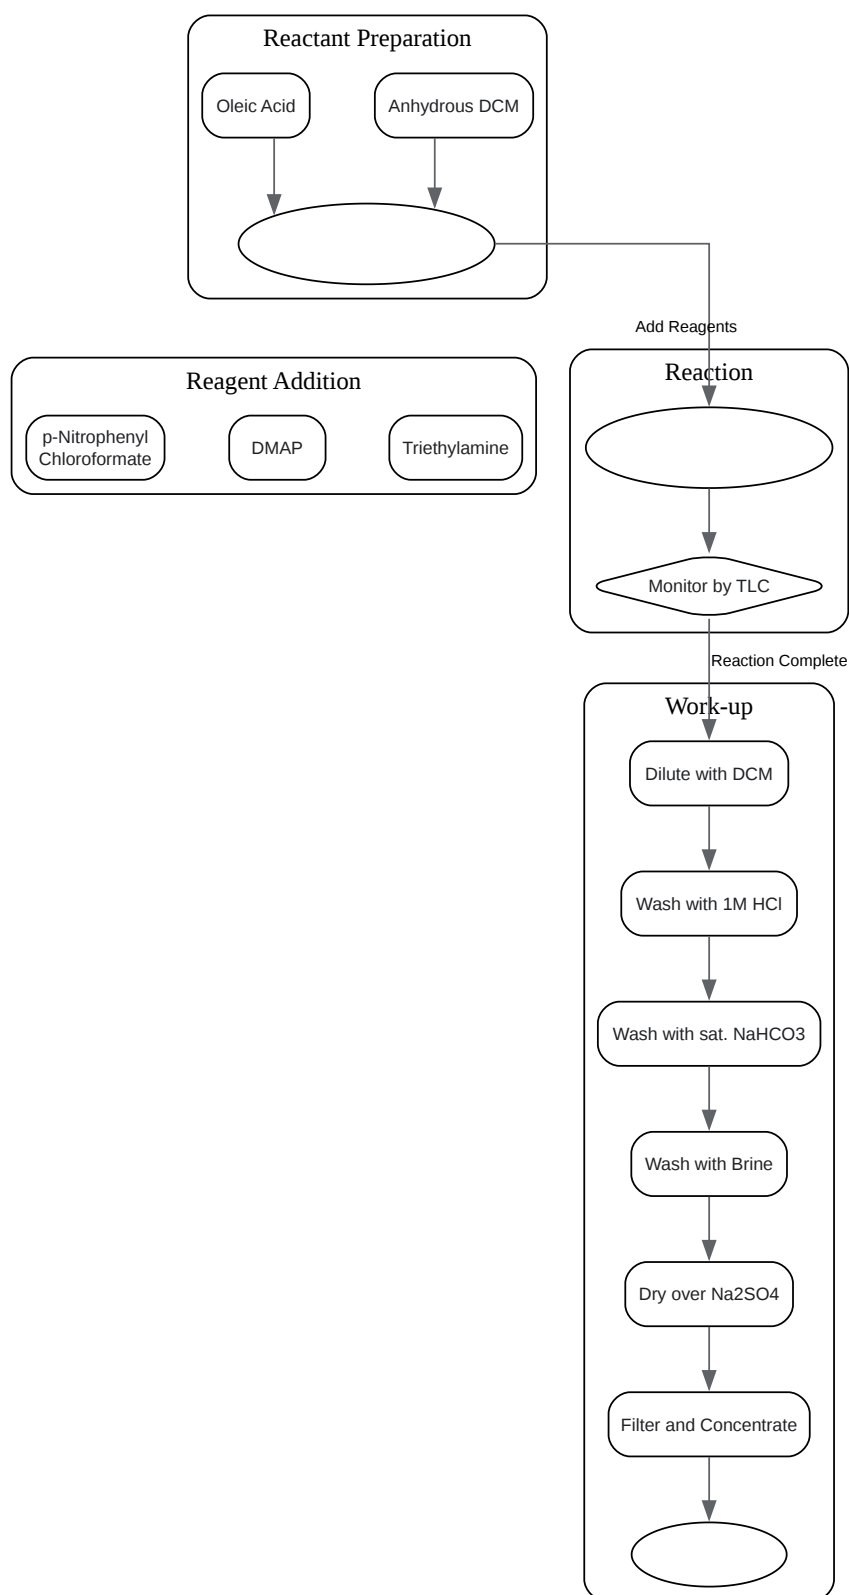 Reactant Preparation
Oleic Acid
Anhydrous DCM
Add Reagents
Reagent Addition
p-Nitrophenyl
Chloroformate
DMAP
Triethylamine
Reaction
Monitor by TLC
Reaction Complete
Work-up
Dilute with DCM
Wash with 1M HCl
Wash with sat. NaHCO3
Wash with Brine
Dry over Na2SO4
Filter and Concentrate